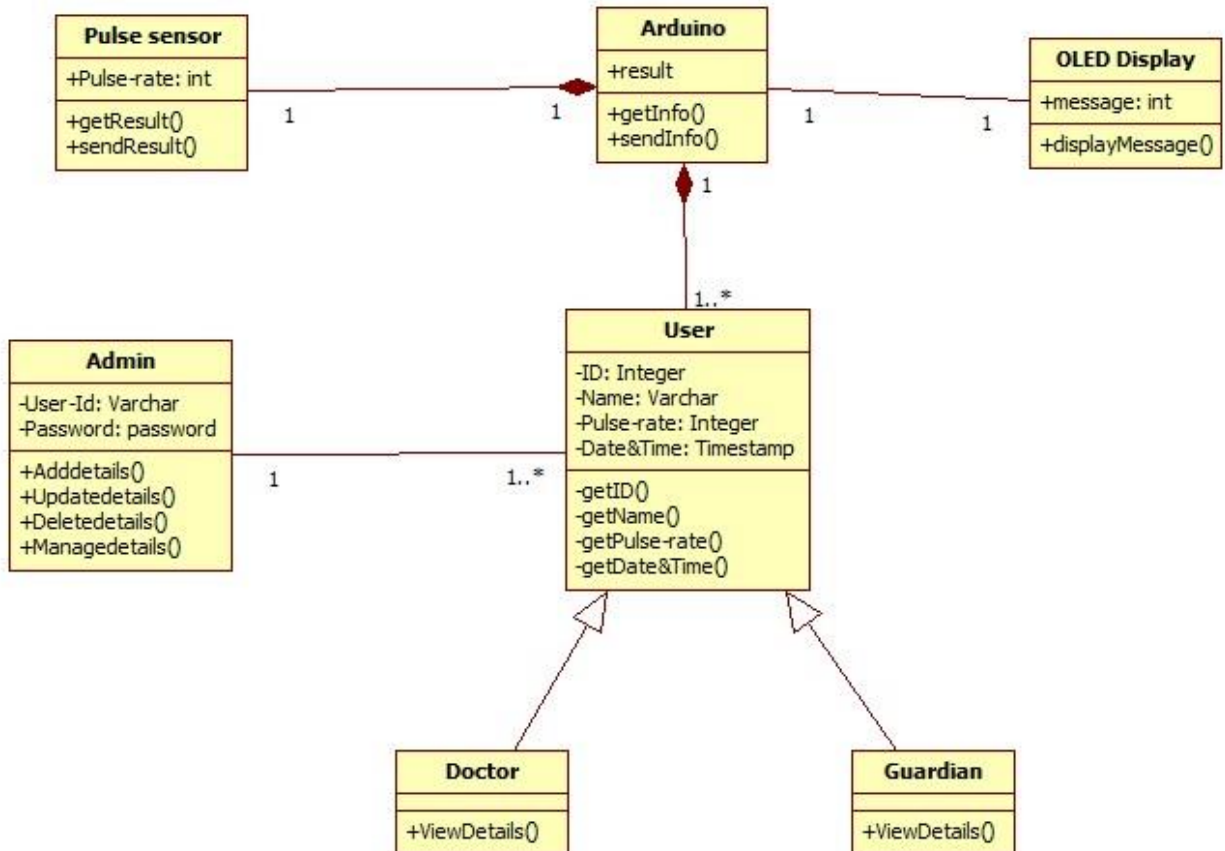 Pulse sensor
+Pulse-rate: int
+getResult()
+sendResult()
1
1
Arduino
+result
+getInfo()
+sendInfo()
1
1
OLED Display
+message: int
+displayMessage()
1
1..*
Admin
-User-Id: Varchar
-Password: password
+Adddetails()
+Updatedetails()
+Deletedetails()
+Managedetails()
1
1..*
User
-ID: Integer
-Name: Varchar
-Pulse-rate: Integer
-Date&Time: Timestamp
-getID()
-getName()
-getPulse-rate()
-getDate&Time()
Doctor
+ViewDetails()
Guardian
+ViewDetails()